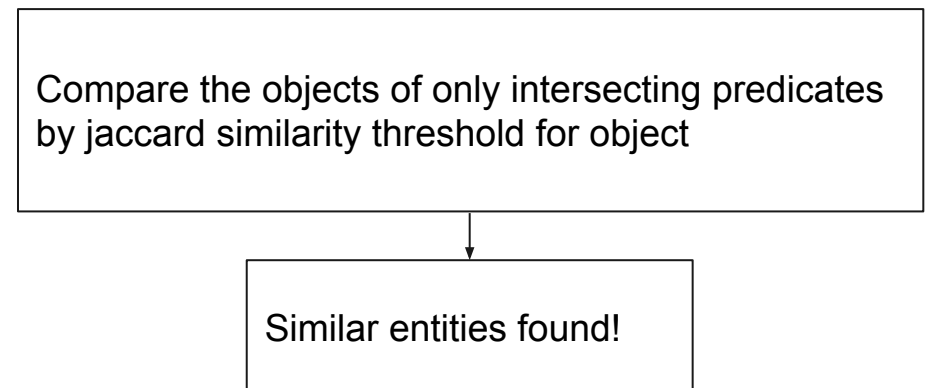 Compare the objects of only intersecting predicates
by jaccard similarity threshold for object
Similar entities found!